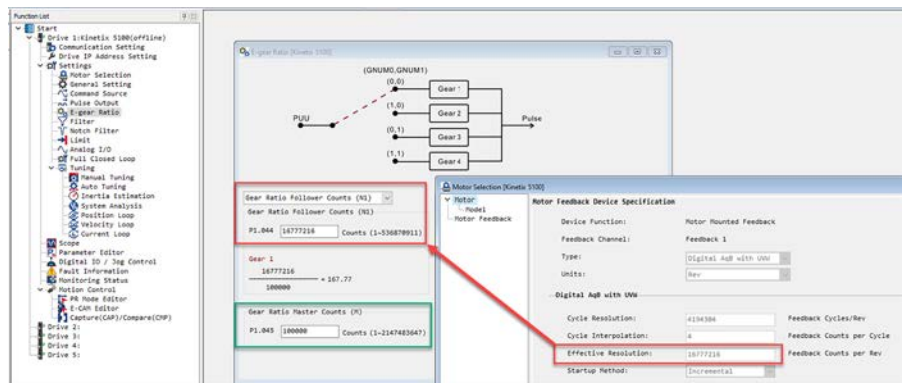 Function List
Start
Drive 1:Kinetix 5100(offline)
Communication Setting
Drive IP Address Setting
Settings
Motor Selection
General Setting
Command Source
Pulse Output
E-gear Ratio
Filter
Notch Filter
Limit
Analog I/O
Full Closed Loop
Tuning
Manual Tuning
Auto Tuning
Inertia Estimation
System Analysis
Position Loop
Velocity Loop
Current Loop
Scope
Parameter Editor
Digital IO / Jog Control
Fault Information
Monitoring Status
Motion Control
PR Mode Editor
E-CAM Editor
Capture(CAP)/Compare(CMP)
Drive 2:
Drive 3:
Drive 4:
Drive 5:
E-gear Ratio [Kinetix 5100]
(GNUM0,GNUM1)
(0,0)
Gear 1
(1,0)
Gear 2
PUU
Pulse
(0,1)
Gear 3
(1,1)
Gear 4
Gear Ratio Follower Counts (N1)
Gear Ratio Follower Counts (N1)
P1.044 16777216 Counts (1~536870911)
Gear 1
16777216
= 167.77
100000
Gear Ratio Master Counts (M)
P1.045 100000 Counts (1~2147483647)
Motor Selection [Kinetix 5100]
Motor
Model
Motor Feedback
Motor Feedback Device Specification
Device Function: Motor Mounted Feedback
Feedback Channel: Feedback 1
Type: Digital AqB with UVW
Units: Rev
Digital AqB with UVW
Cycle Resolution: 4194304 Feedback Cycles/Rev
Cycle Interpolation: 4 Feedback Counts per Cycle
Effective Resolution: 16777216 Feedback Counts per Rev
Startup Method: Incremental